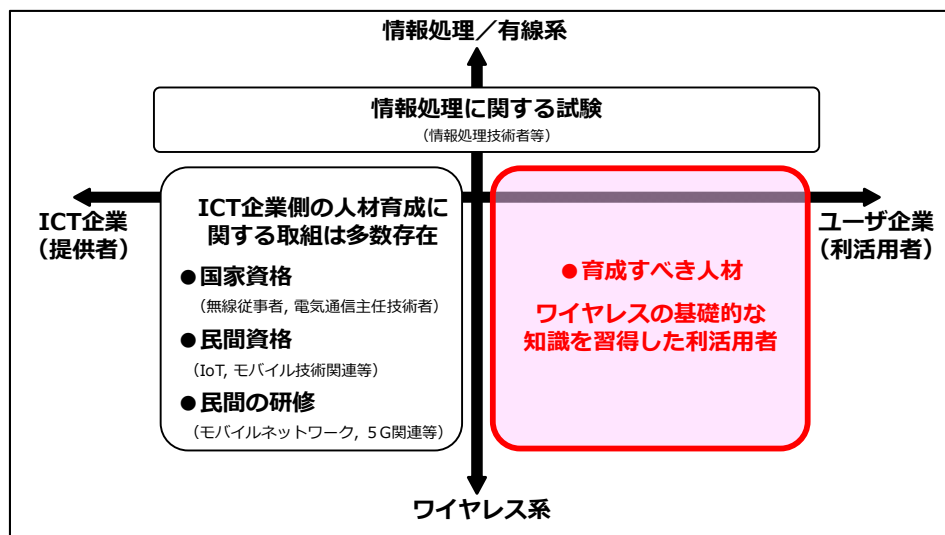 情報処理／有線系
情報処理に関する試験
（情報処理技術者等）
ICT企業
（提供者）
ユーザ企業
（利活用者）
ICT企業側の人材育成に
関する取組は多数存在
●国家資格
（無線従事者, 電気通信主任技術者）
●民間資格
（IoT, モバイル技術関連等）
●民間の研修
（モバイルネットワーク, ５G関連等）
●育成すべき人材
ワイヤレスの基礎的な
知識を習得した利活用者
ワイヤレス系